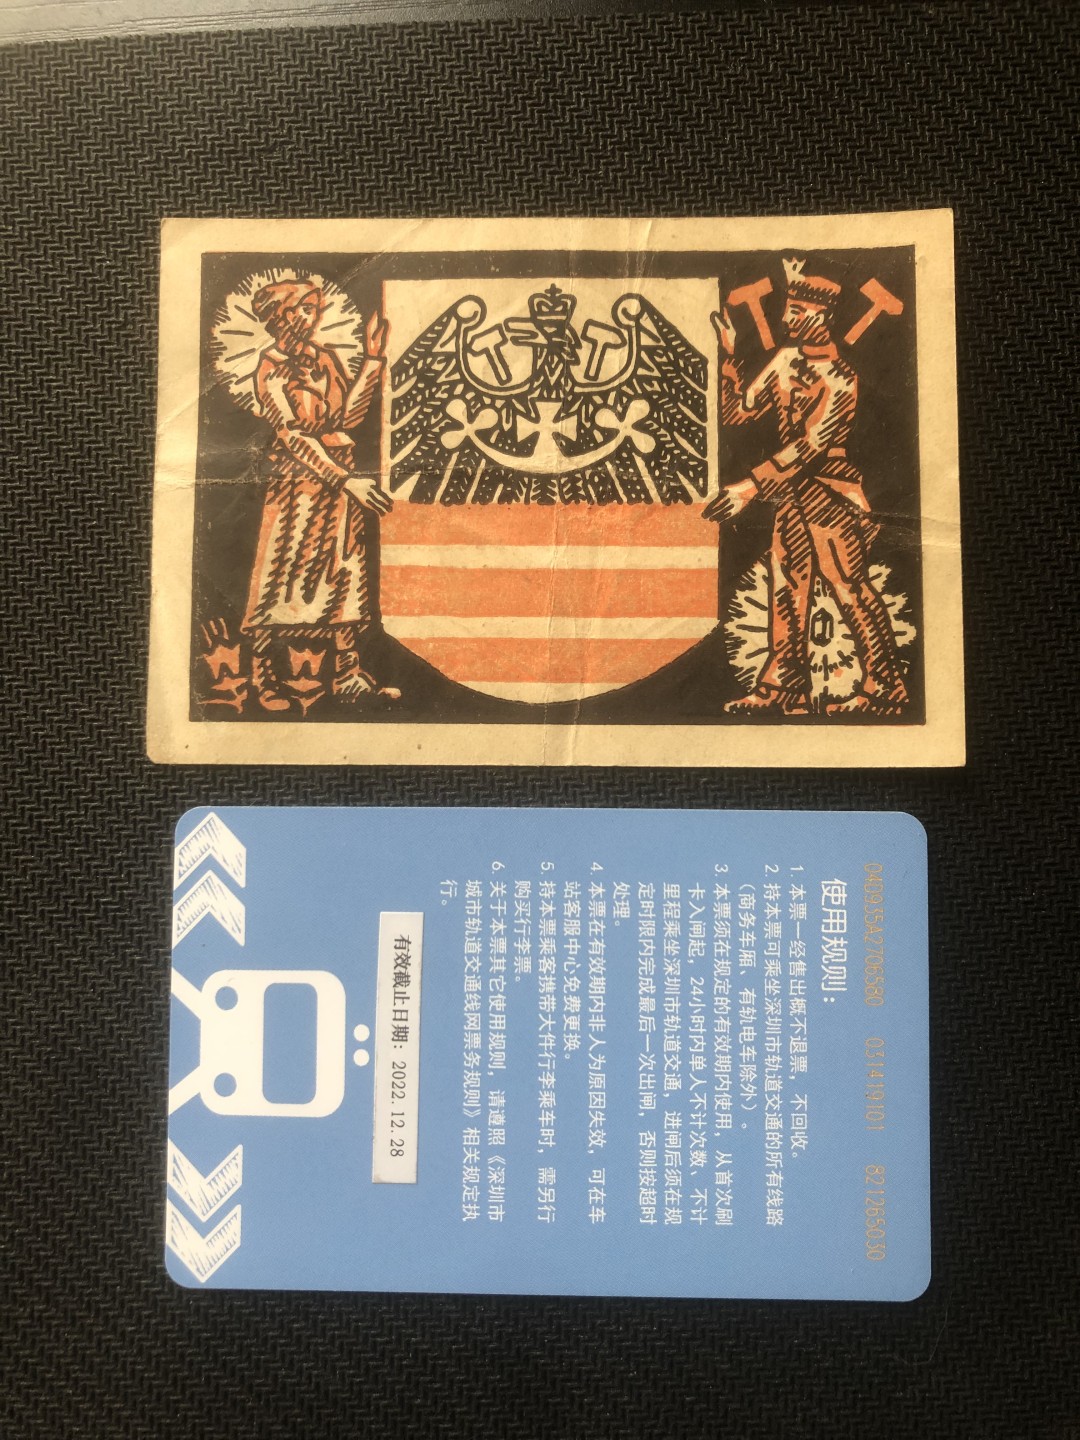 04D935A2706580 031419101 821265030
使用规则：
1. 本票一经售出概不退票，不回收。
2. 持本票可乘坐深圳市轨道交通的所有线路
（商务车厢、有轨电车除外）。
3. 本票须在规定的有效期内使用，从首次刷
卡入闸起，24小时内单人不计次数、不计
里程乘坐深圳市轨道交通，进闸后须在规
定时限内完成最后一次出闸，否则按超时
处理。
4. 本票在有效期内非人为原因失效，可在车
站客服中心免费更换。
5. 持本票乘客携带大件行李乘车时，需另行
购买行李票。
6. 关于本票其它使用规则，请遵照《深圳市
城市轨道交通线网票务规则》相关规定执
行。
有效截止日期：2022.12.28